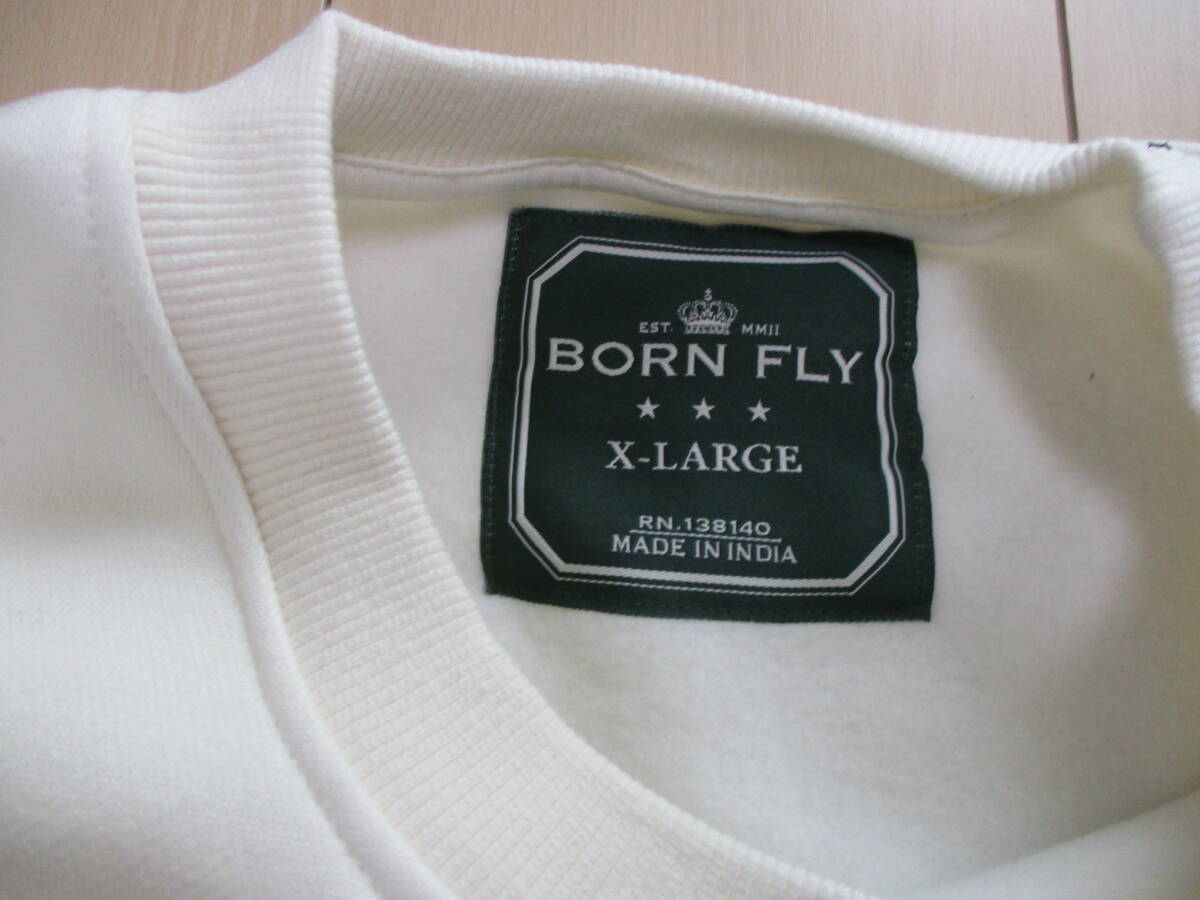 EST. MMII
BORN FLY
X-LARGE
RN.138140
MADE IN INDIA